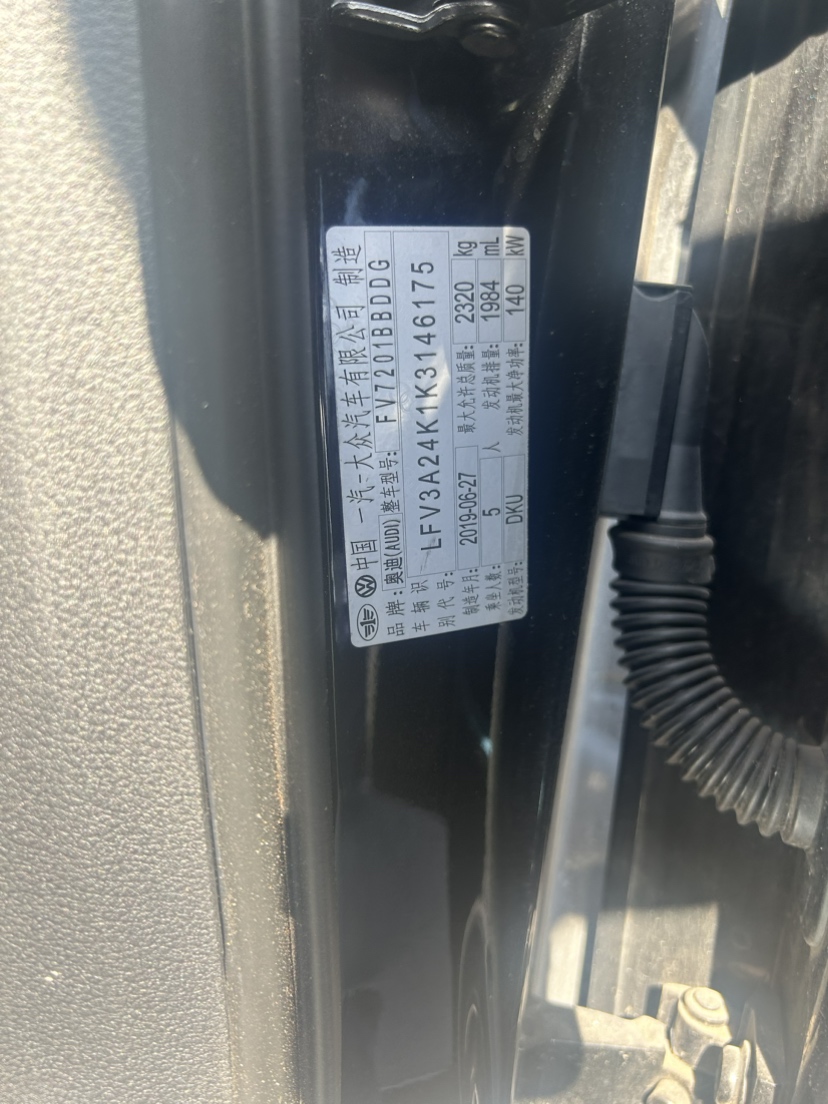 中国 一汽-大众汽车有限公司 制造
品牌: 奥迪(AUDI) 整车型号: FV7201BBDDG
车辆识别代号: LFV3A24K1K3146175
制造年月: 2019-06-27 最大允许总质量: 2320 kg
乘坐人数: 5 人 发动机排量: 1984 mL
发动机型号: DKU 发动机最大净功率: 140 kW